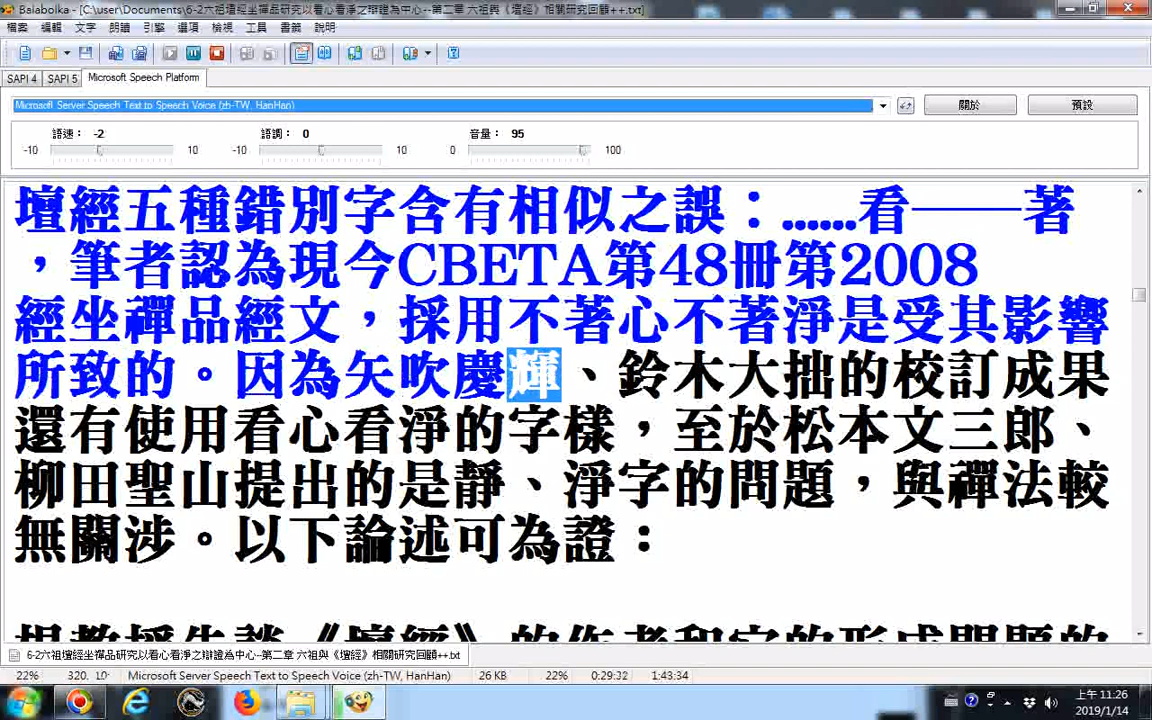 Balabolka - [C:\user\Documents\6-2六祖壇經坐禪品研究以看心看淨之辯證為中心--第二章 六祖與《壇經》相關研究回顧++.txt]
檔案 編輯 文字 朗讀 引擎 選項 檢視 工具 書籤 說明
SAPI 4 SAPI 5 Microsoft Speech Platform
Microsoft Server Speech Text to Speech Voice (zh-TW, HanHan)
關於 預設
語速： -2 語調： 0 音量： 95
-10 10 -10 10 0 100
壇經五種錯別字含有相似之誤：......看——著
，筆者認為現今CBETA第48冊第2008
經坐禪品經文，採用不著心不著淨是受其影響
所致的。因為矢吹慶輝、鈴木大拙的校訂成果
還有使用看心看淨的字樣，至於松本文三郎、
柳田聖山提出的是靜、淨字的問題，與禪法較
無關涉。以下論述可為證：
6-2六祖壇經坐禪品研究以看心看淨之辯證為中心--第二章 六祖與《壇經》相關研究回顧++.txt
22% Microsoft Server Speech Text to Speech Voice (zh-TW, HanHan) 26 KB 22% 0:29:32 1:43:34
上午 11:26
2019/1/14